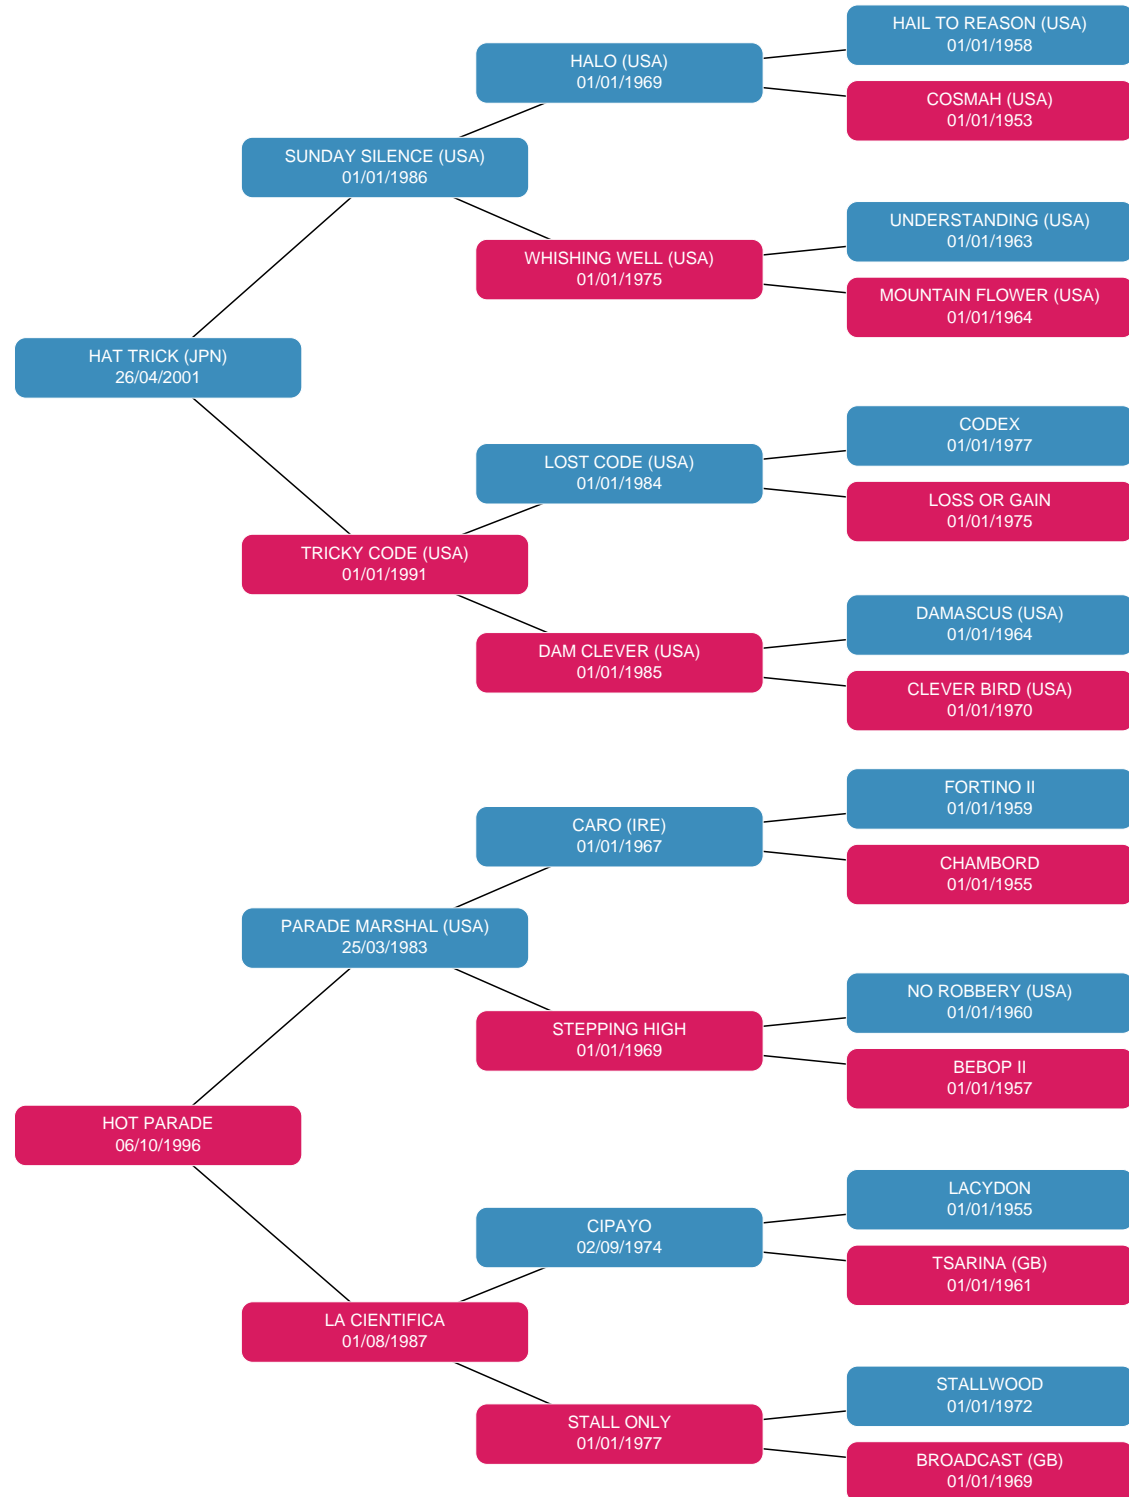 HAIL TO REASON (USA)
01/01/1958
HALO (USA)
01/01/1969
COSMAH (USA)
01/01/1953
SUNDAY SILENCE (USA)
01/01/1986
UNDERSTANDING (USA)
01/01/1963
WHISHING WELL (USA)
01/01/1975
MOUNTAIN FLOWER (USA)
01/01/1964
HAT TRICK (JPN)
26/04/2001
CODEX
01/01/1977
LOST CODE (USA)
01/01/1984
LOSS OR GAIN
01/01/1975
TRICKY CODE (USA)
01/01/1991
DAMASCUS (USA)
01/01/1964
DAM CLEVER (USA)
01/01/1985
CLEVER BIRD (USA)
01/01/1970
FORTINO II
01/01/1959
CARO (IRE)
01/01/1967
CHAMBORD
01/01/1955
PARADE MARSHAL (USA)
25/03/1983
NO ROBBERY (USA)
01/01/1960
STEPPING HIGH
01/01/1969
BEBOP II
01/01/1957
HOT PARADE
06/10/1996
LACYDON
01/01/1955
CIPAYO
02/09/1974
TSARINA (GB)
01/01/1961
LA CIENTIFICA
01/08/1987
STALLWOOD
01/01/1972
STALL ONLY
01/01/1977
BROADCAST (GB)
01/01/1969